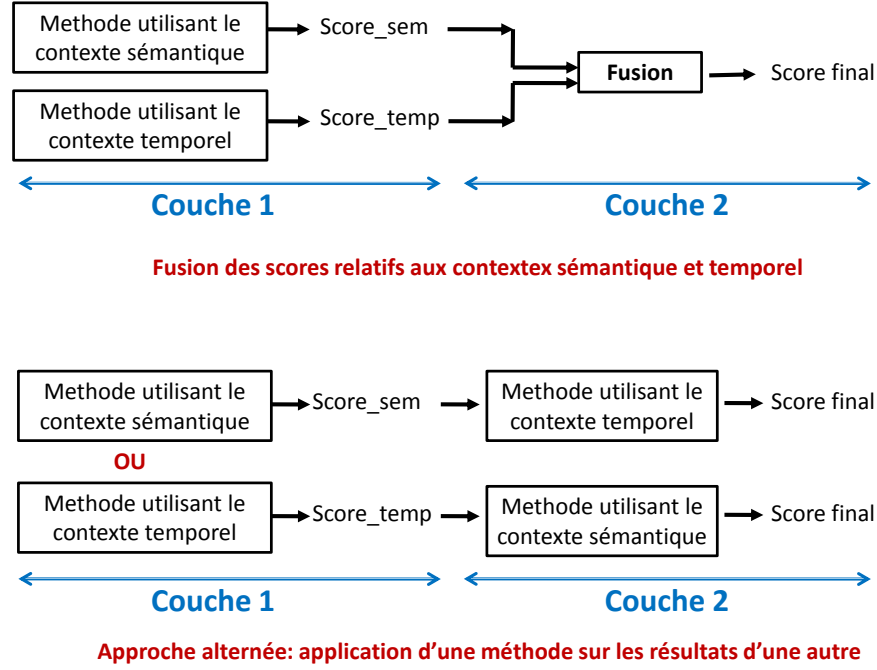 Methode utilisant le
contexte sémantique
Score_sem
Fusion
Score final
Methode utilisant le
contexte temporel
Score_temp
Couche 1
Couche 2
Fusion des scores relatifs aux contextex sémantique et temporel
Methode utilisant le
contexte sémantique
Score_sem
Methode utilisant le
contexte temporel
Score final
OU
Methode utilisant le
contexte temporel
Score_temp
Methode utilisant le
contexte sémantique
Score final
Couche 1
Couche 2
Approche alternée: application d'une méthode sur les résultats d'une autre